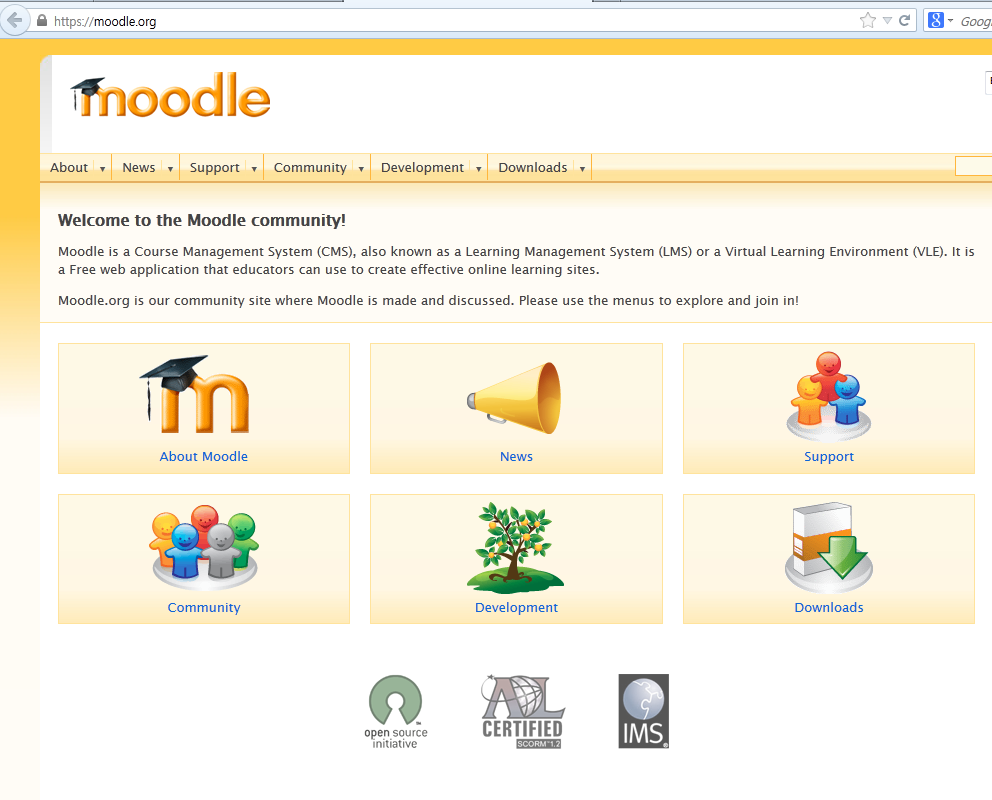 https://moodle.org
8
Goog
moodle
About
News
Support
Community
Development
Downloads
Welcome to the Moodle community!
Moodle is a Course Management System (CMS), also known as a Learning Management System (LMS) or a Virtual Learning Environment (VLE). It is
a Free web application that educators can use to create effective online learning sites.
Moodle.org is our community site where Moodle is made and discussed. Please use the menus to explore and join in!
m
About Moodle
News
Support
Community
Development
Downloads
open source
initiative
ADL
CERTIFIED
SCORM 1.2
IMS